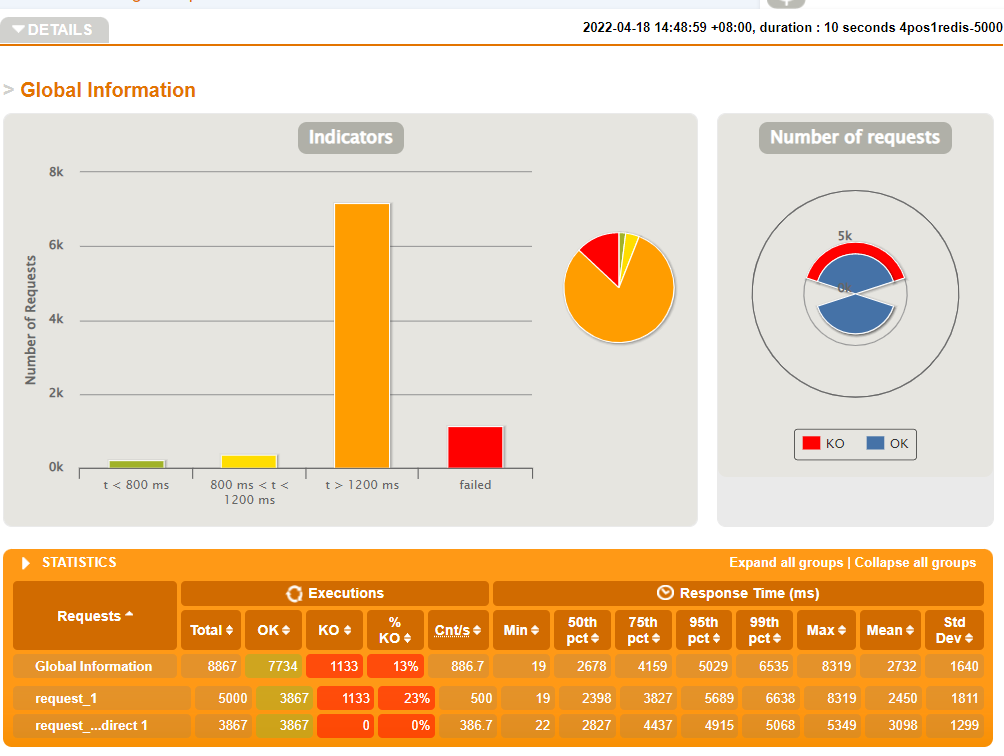 DETAILS
2022-04-18 14:48:59 +08:00, duration : 10 seconds 4pos1redis-5000
> Global Information
Indicators
Number of requests
8k
6k
4k
2k
0k
Number of Requests
t < 800 ms
800 ms < t <
1200 ms
t > 1200 ms
failed
5k
0k
KO
OK
STATISTICS
Expand all groups | Collapse all groups
Requests
Executions
Response Time (ms)
Total OK KO % KO Cnt/s Min 50th pct 75th pct 95th pct 99th pct Max Mean Std Dev
Global Information 8867 7734 1133 13% 886.7 19 2678 4159 5029 6535 8319 2732 1640
request_1 5000 3867 1133 23% 500 19 2398 3827 5689 6638 8319 2450 1811
request_...direct 1 3867 3867 0 0% 386.7 22 2827 4437 4915 5068 5349 3098 1299